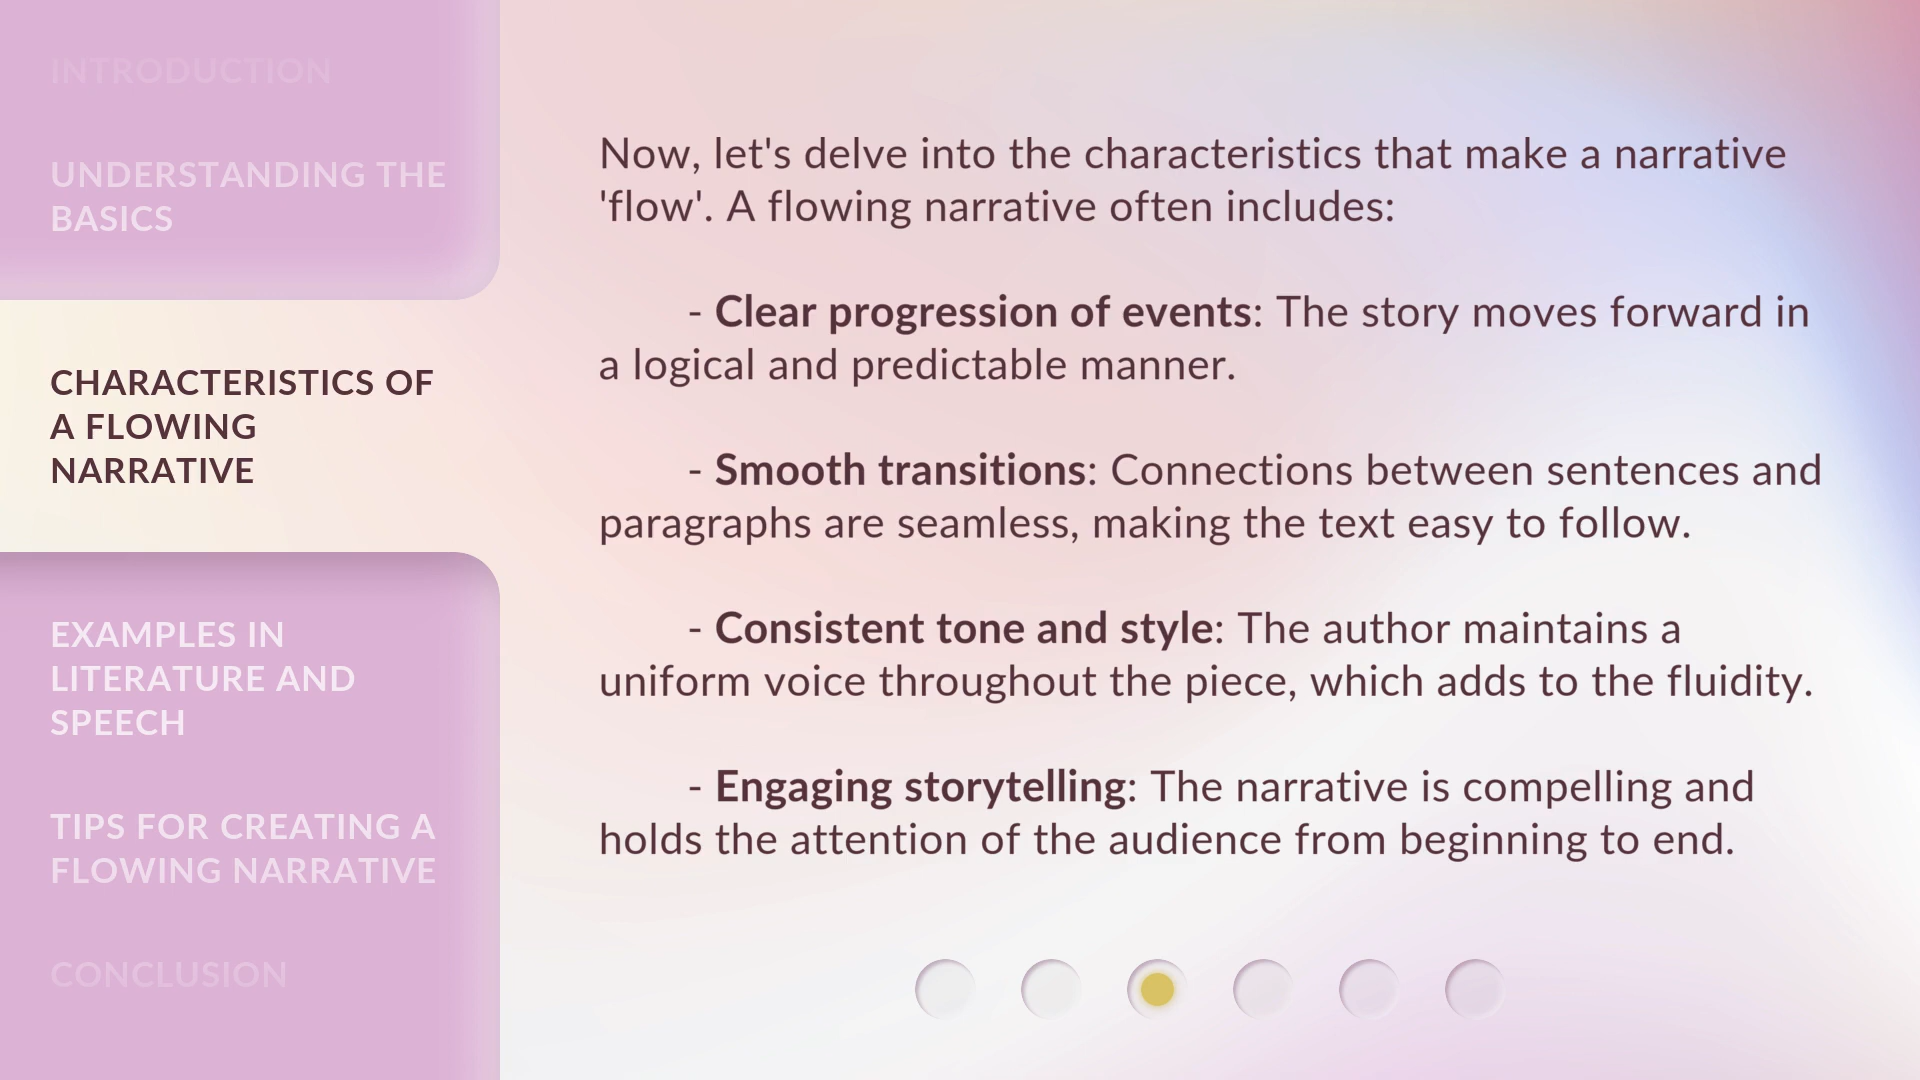 INTRODUCTION
UNDERSTANDING THE
BASICS
CHARACTERISTICS OF
A FLOWING
NARRATIVE
EXAMPLES IN
LITERATURE AND
SPEECH
TIPS FOR CREATING A
FLOWING NARRATIVE
CONCLUSION
Now, let's delve into the characteristics that make a narrative
'flow'. A flowing narrative often includes:
- Clear progression of events: The story moves forward in
a logical and predictable manner.
- Smooth transitions: Connections between sentences and
paragraphs are seamless, making the text easy to follow.
- Consistent tone and style: The author maintains a
uniform voice throughout the piece, which adds to the fluidity.
- Engaging storytelling: The narrative is compelling and
holds the attention of the audience from beginning to end.